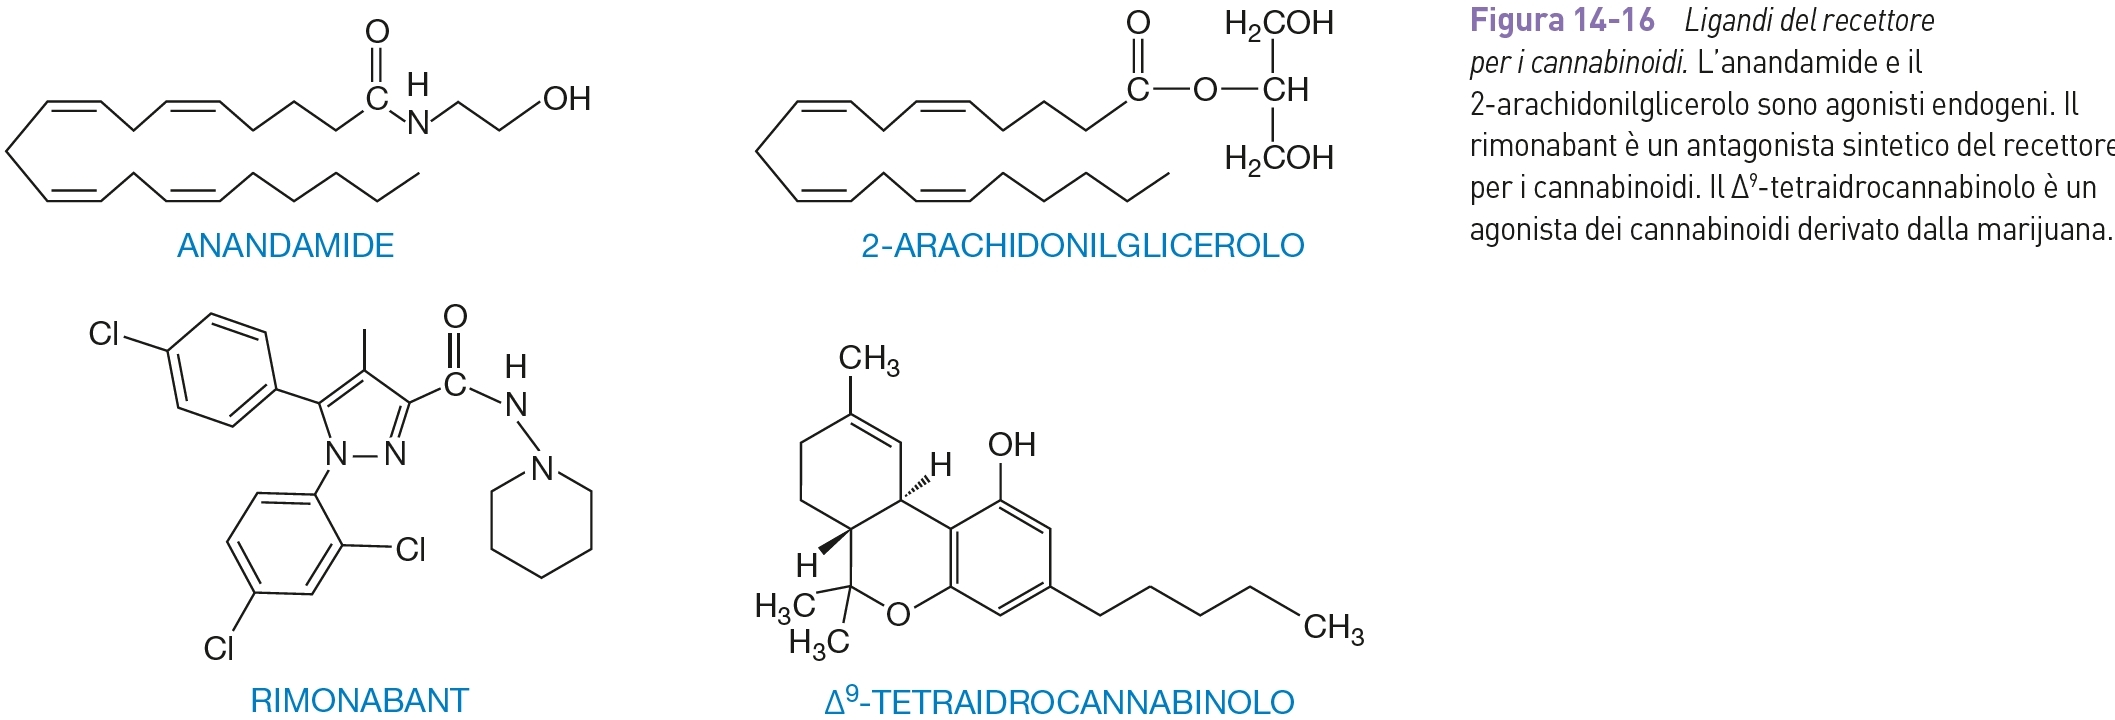 Figura 14-16 Ligandi del recettore
per i cannabinoidi. L'anandamide e il
2-arachidonilglicerolo sono agonisti endogeni. Il
rimonabant è un antagonista sintetico del recettore
per i cannabinoidi. Il Δ⁹-tetraidrocannabinolo è un
agonista dei cannabinoidi derivato dalla marijuana.
O
C
H
N
OH
ANANDAMIDE
O
C
O
H₂COH
CH
H₂COH
2-ARACHIDONILGLICEROLO
Cl
O
C
H
N
N
N
N
Cl
Cl
RIMONABANT
CH₃
OH
H
H
H₃C
H₃C
O
CH₃
Δ⁹-TETRAIDROCANNABINOLO